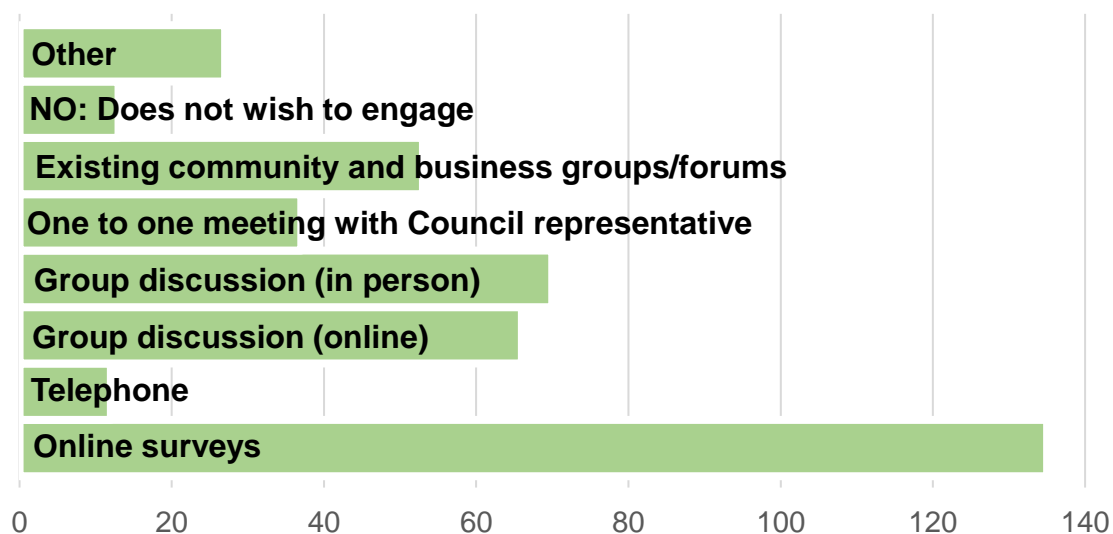 Other
NO: Does not wish to engage
Existing community and business groups/forums
One to one meeting with Council representative
Group discussion (in person)
Group discussion (online)
Telephone
Online surveys
0 20 40 60 80 100 120 140